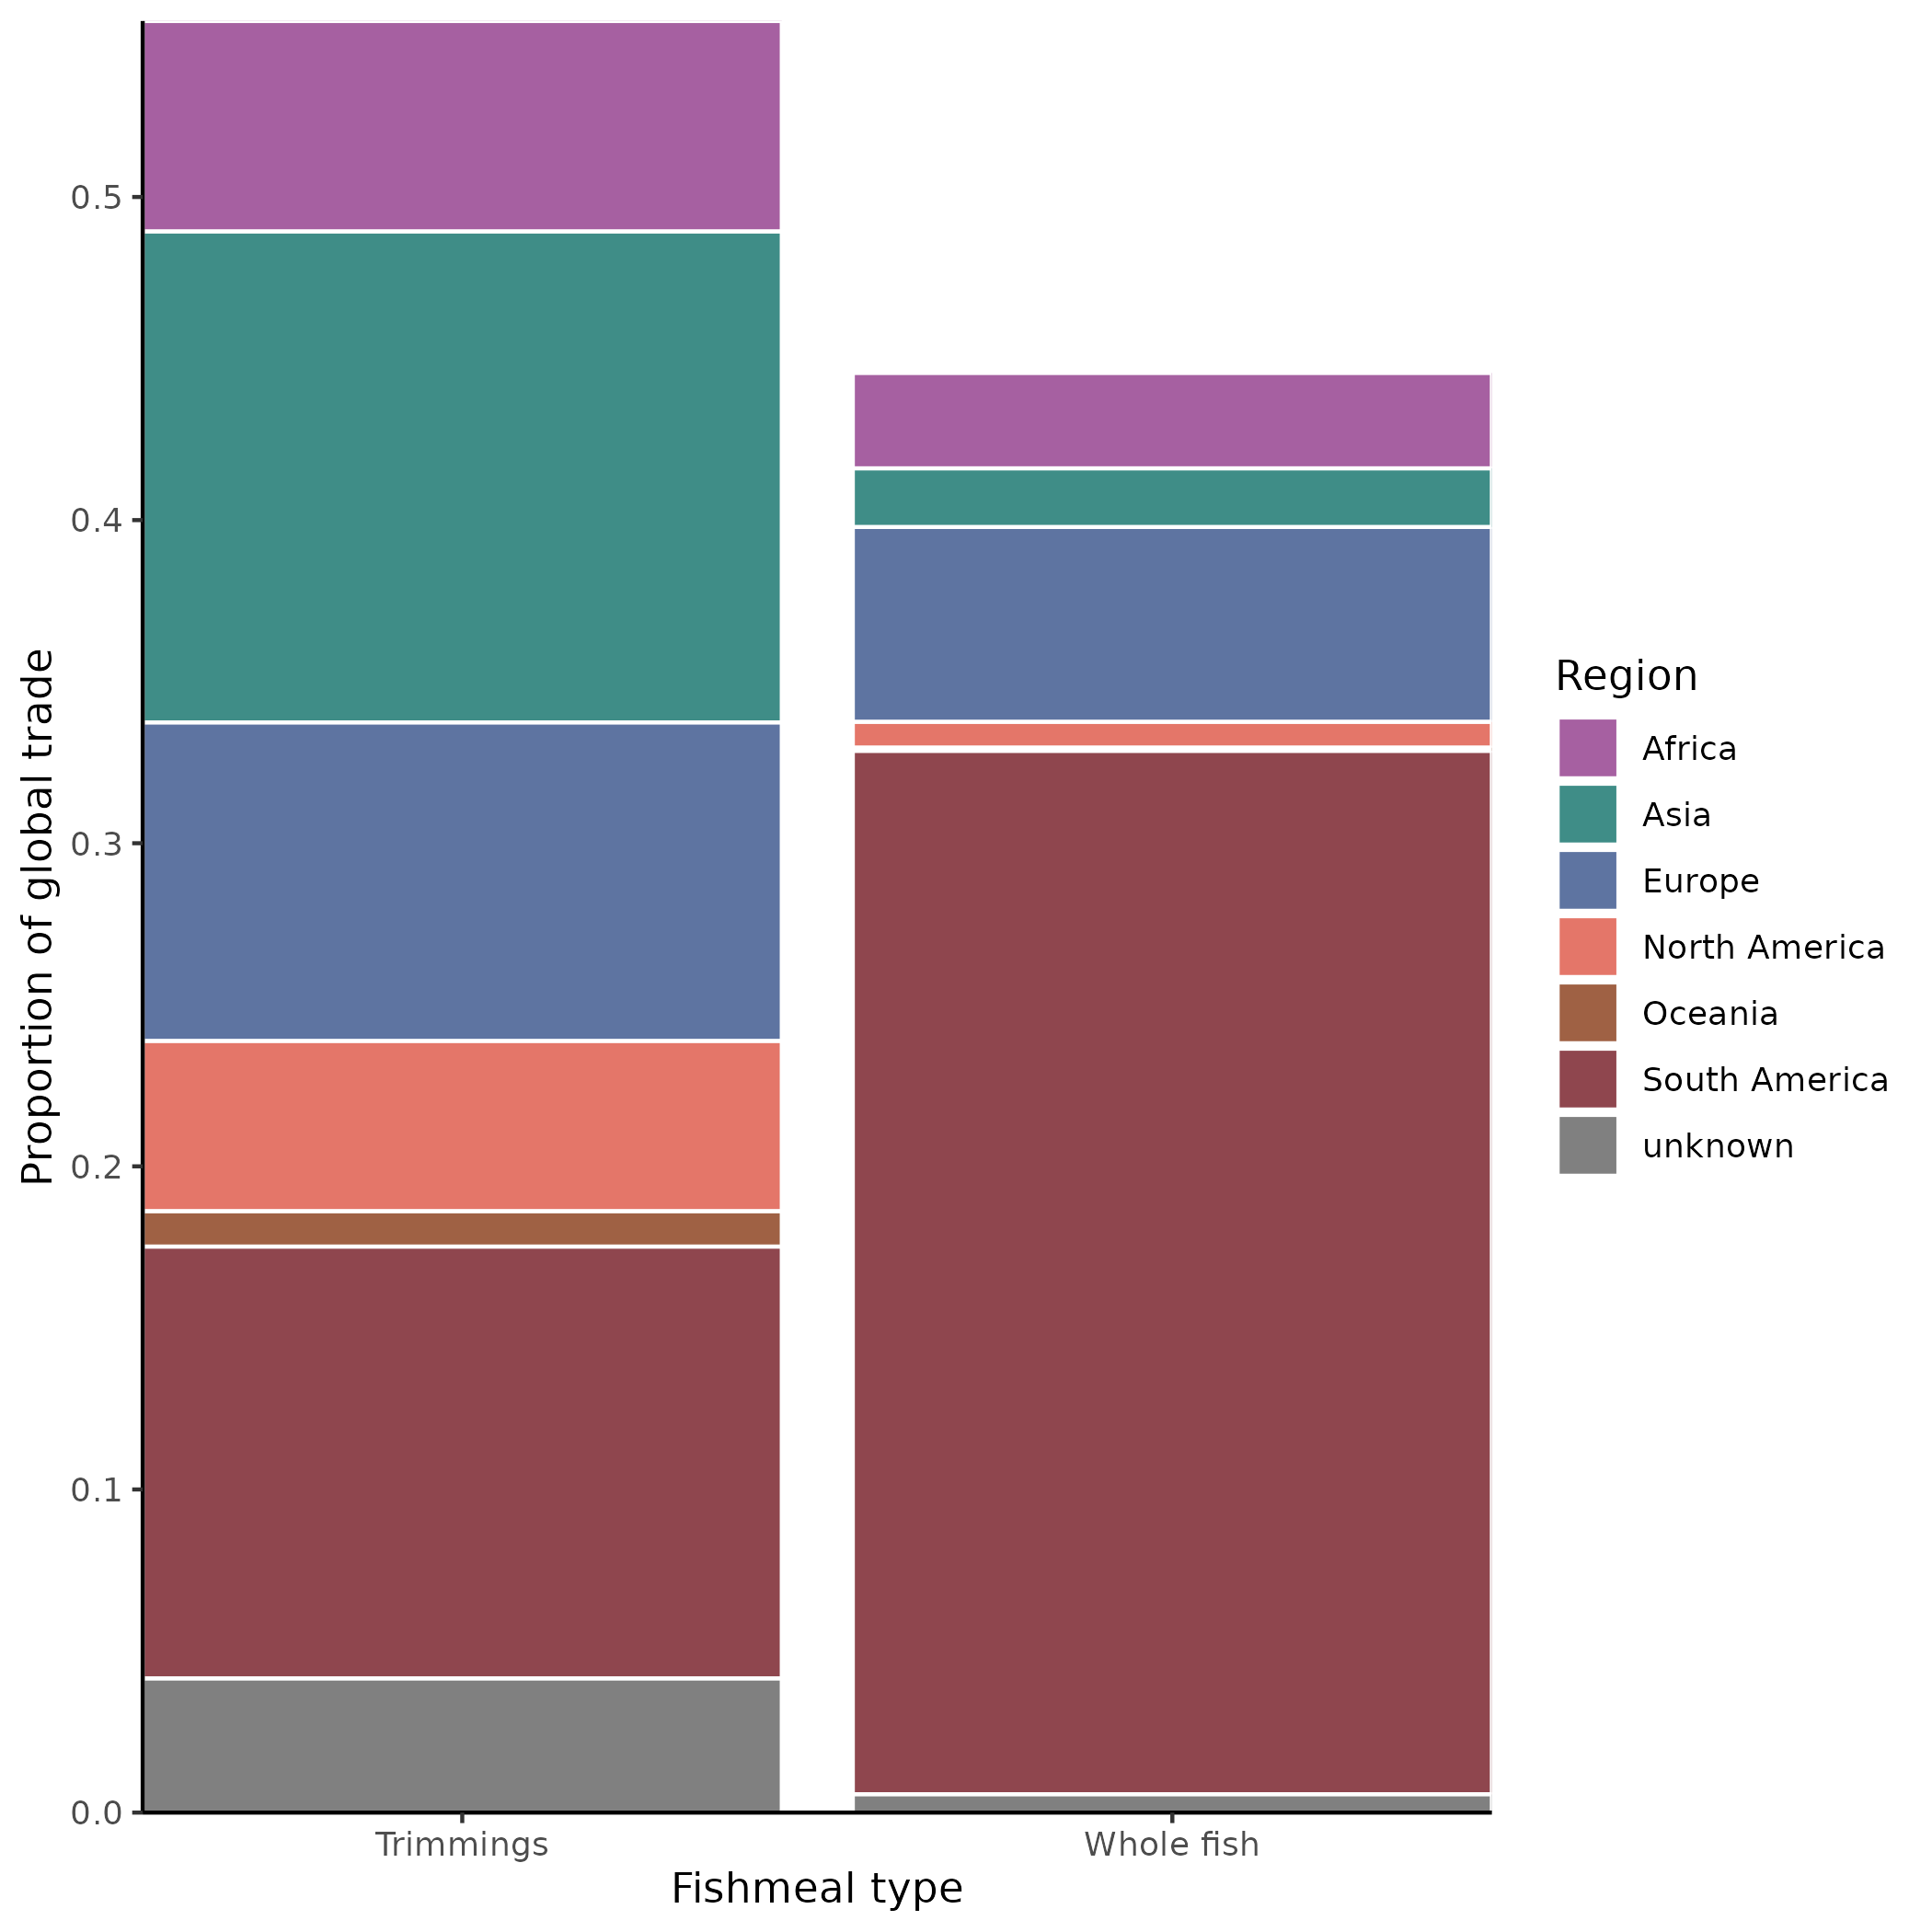 Proportion of global trade
0.5
0.4
0.3
0.2
0.1
0.0
Trimmings
Whole fish
Fishmeal type
Region
Africa
Asia
Europe
North America
Oceania
South America
unknown